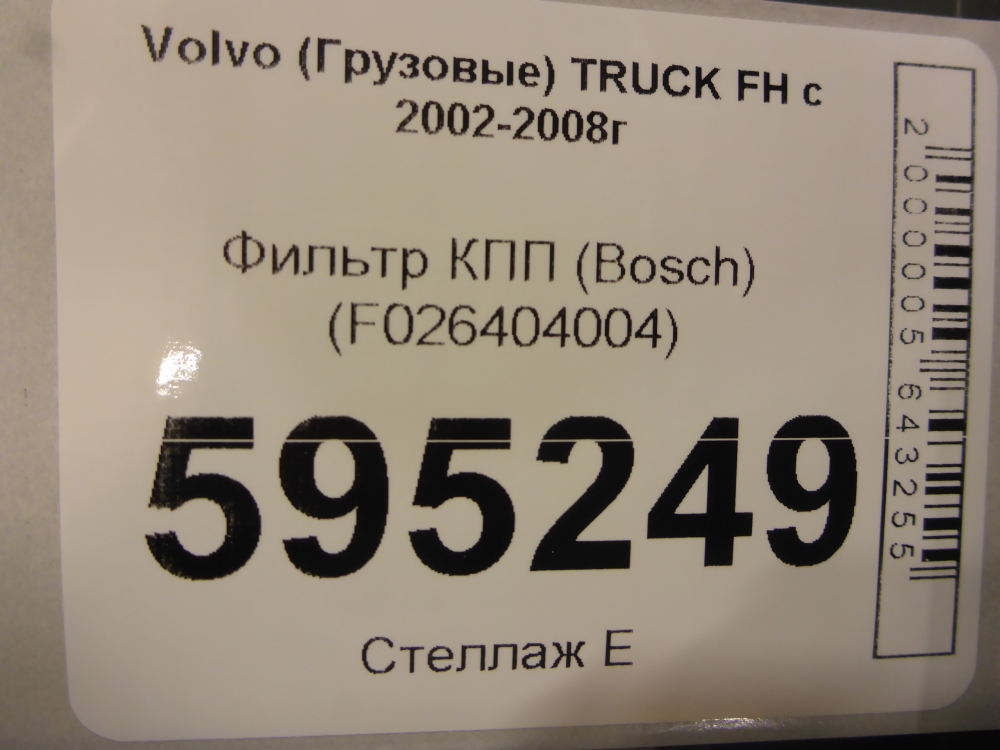 Volvo (Грузовые) TRUCK FH с
2002-2008г
Фильтр КПП (Bosch)
(F026404004)
595249
Стеллаж Е
2000005643255